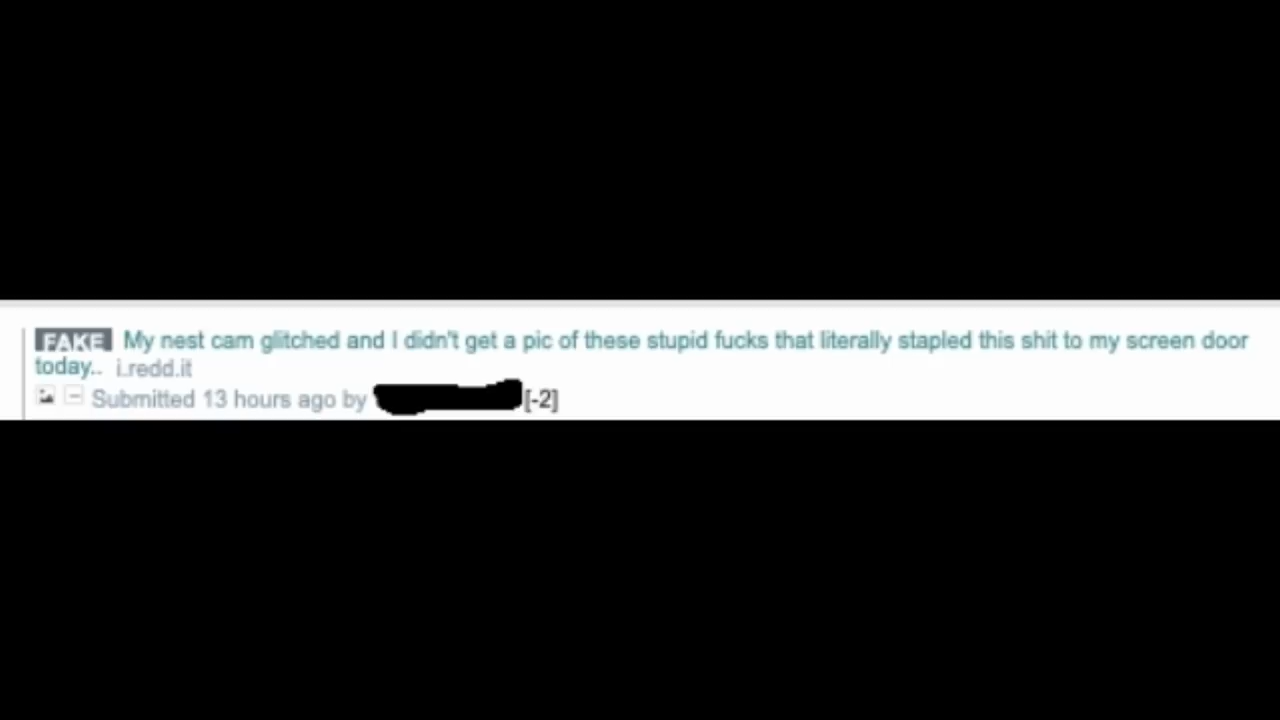 FAKE My nest cam glitched and I didn't get a pic of these stupid fucks that literally stapled this shit to my screen door
today.. i.redd.it
Submitted 13 hours ago by [-2]